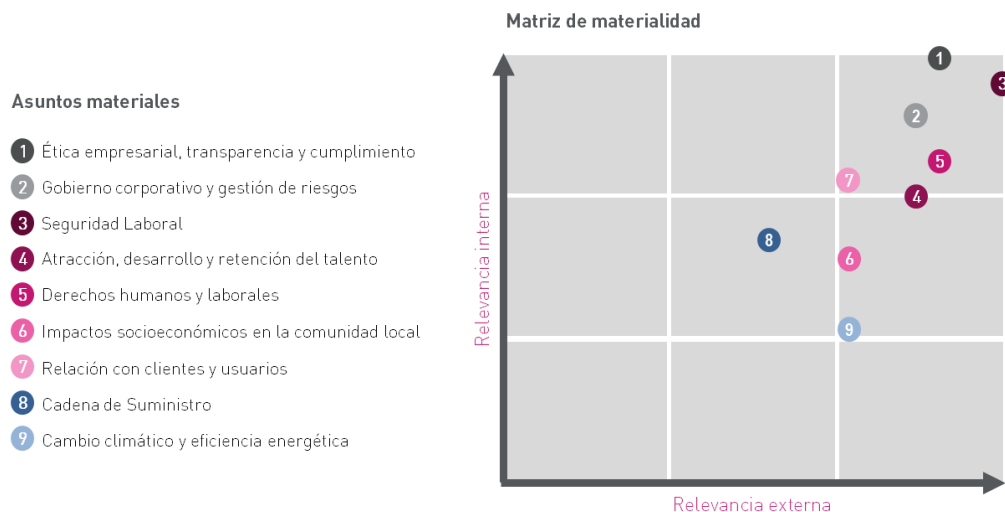 Matriz de materialidad
Asuntos materiales
1 Ética empresarial, transparencia y cumplimiento
2 Gobierno corporativo y gestión de riesgos
3 Seguridad Laboral
4 Atracción, desarrollo y retención del talento
5 Derechos humanos y laborales
6 Impactos socioeconómicos en la comunidad local
7 Relación con clientes y usuarios
8 Cadena de Suministro
9 Cambio climático y eficiencia energética
Relevancia interna
1
3
2
5
7
4
8
6
9
Relevancia externa